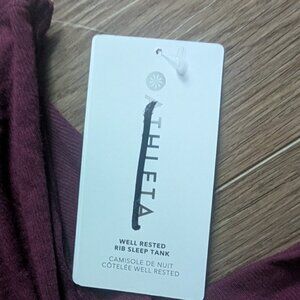 ATHLETA
WELL RESTED
RIB SLEEP TANK
CAMISOLE DE NUIT
CÔTELÉE WELL RESTED